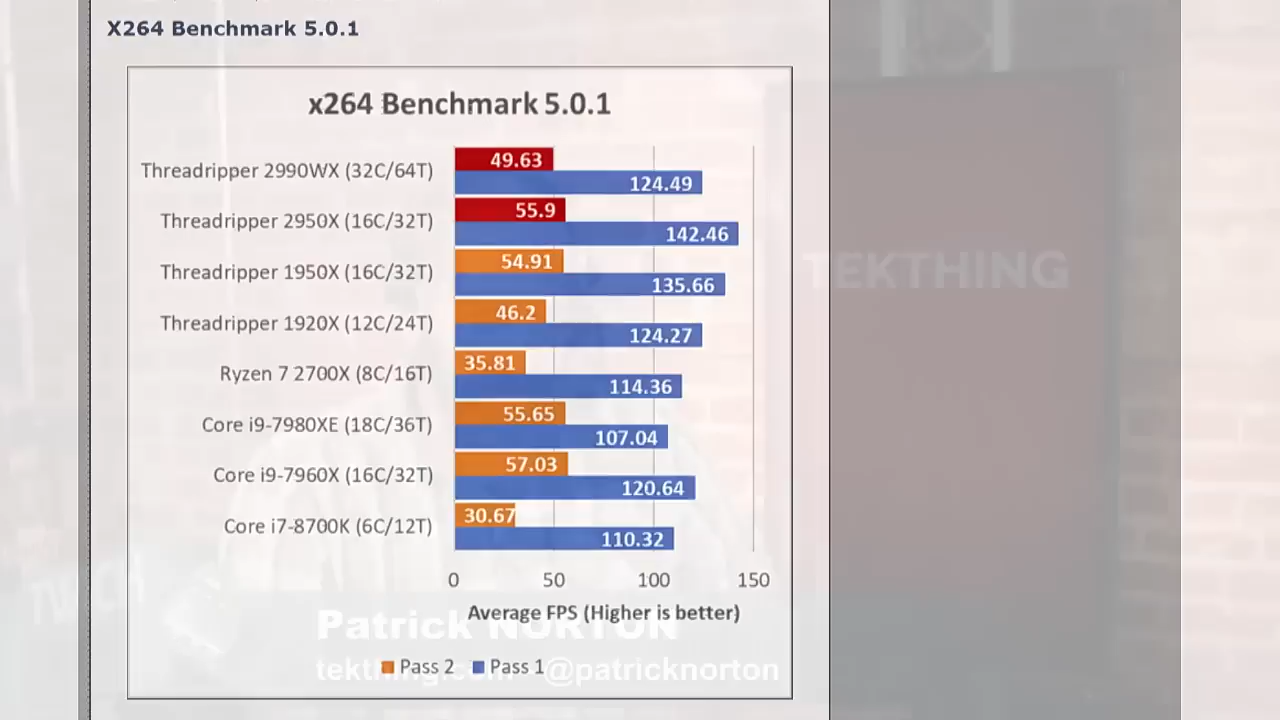 X264 Benchmark 5.0.1
x264 Benchmark 5.0.1
Threadripper 2990WX (32C/64T)
49.63
124.49
Threadripper 2950X (16C/32T)
55.9
142.46
Threadripper 1950X (16C/32T)
54.91
135.66
Threadripper 1920X (12C/24T)
46.2
124.27
Ryzen 7 2700X (8C/16T)
35.81
114.36
Core i9-7980XE (18C/36T)
55.65
107.04
Core i9-7960X (16C/32T)
57.03
120.64
Core i7-8700K (6C/12T)
30.67
110.32
0 50 100 150
Average FPS (Higher is better)
Pass 2 Pass 1
TEKTHING
Patrick NORTON
tekthing.com @patricknorton